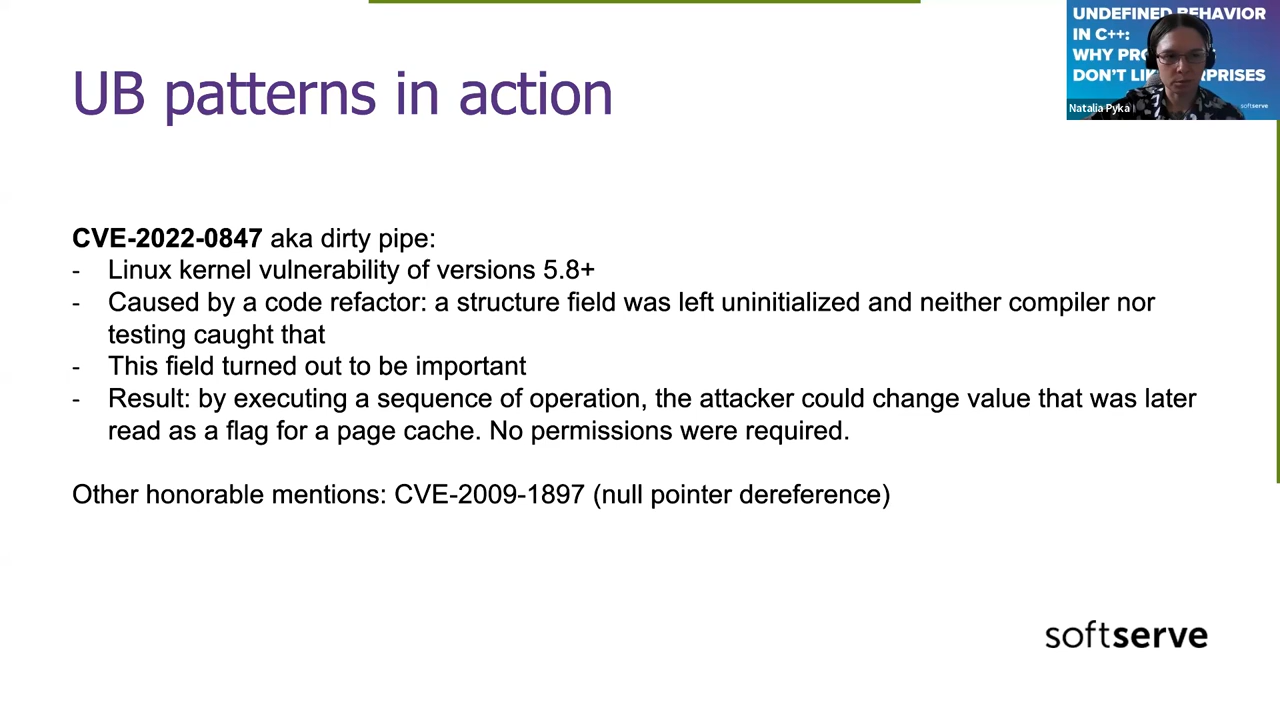 UB patterns in action
UNDEFINED BEHAVIOR
IN C++:
WHY
DON'T
Natalia Pyka
softserve
CVE-2022-0847 aka dirty pipe:
- Linux kernel vulnerability of versions 5.8+
- Caused by a code refactor: a structure field was left uninitialized and neither compiler nor
testing caught that
- This field turned out to be important
- Result: by executing a sequence of operation, the attacker could change value that was later
read as a flag for a page cache. No permissions were required.
Other honorable mentions: CVE-2009-1897 (null pointer dereference)
softserve